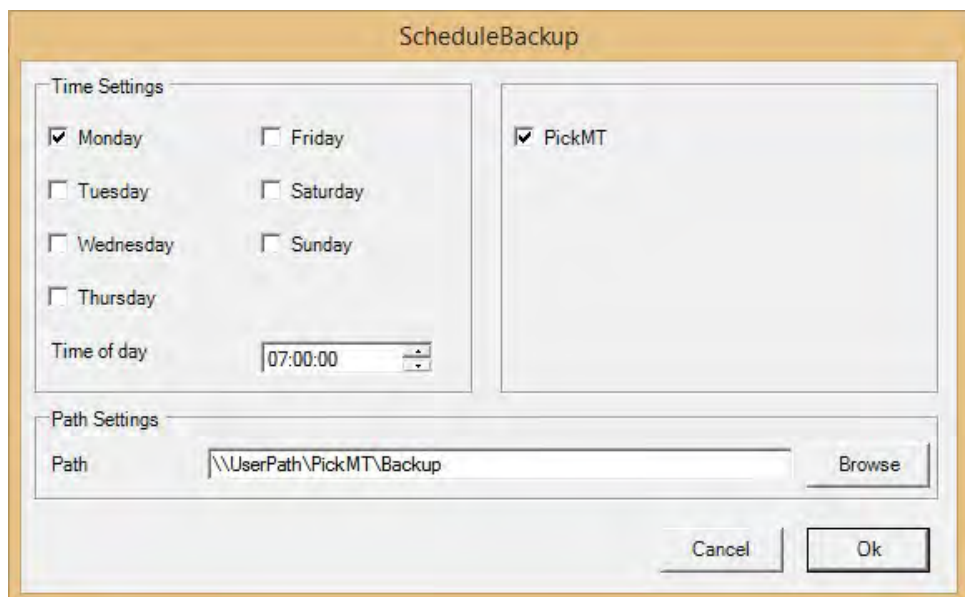 ScheduleBackup
Time Settings
Monday
Friday
PickMT
Tuesday
Saturday
Wednesday
Sunday
Thursday
Time of day
07:00:00
Path Settings
Path
\\UserPath\PickMT\Backup
Browse
Cancel
Ok